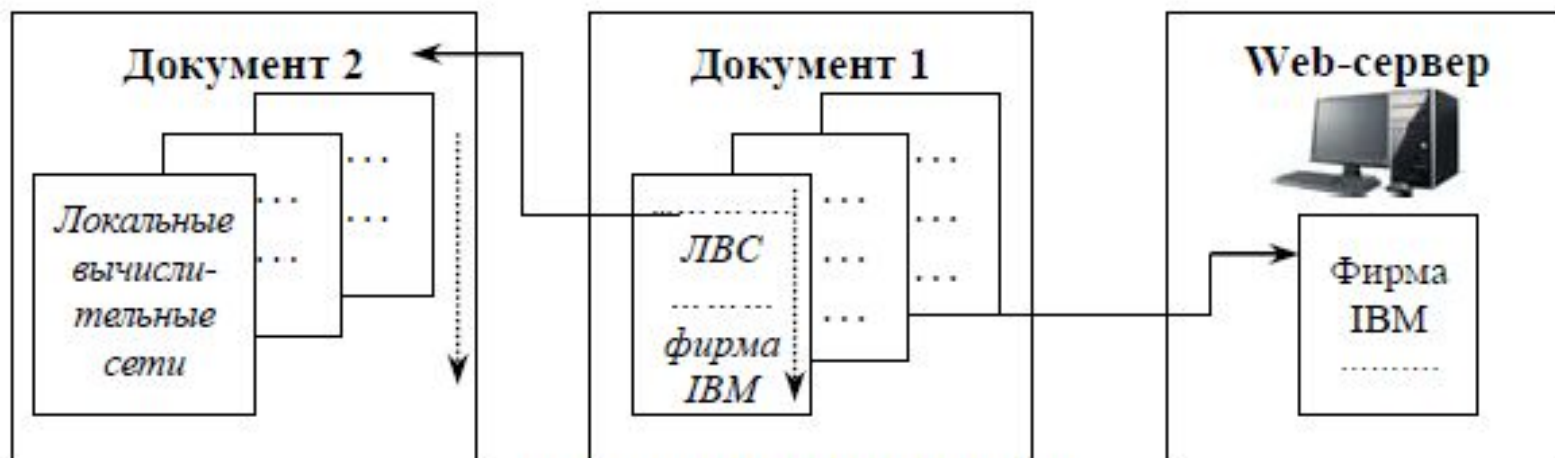 Документ 2
... 
...
...
...
Локальные
вычисли-
тельные
сети
Документ 1
...
...
...
...
...
...
... ... ... ...
ЛВС
... ... ...
фирма
IBM
Web-сервер
Фирма
IBM
............